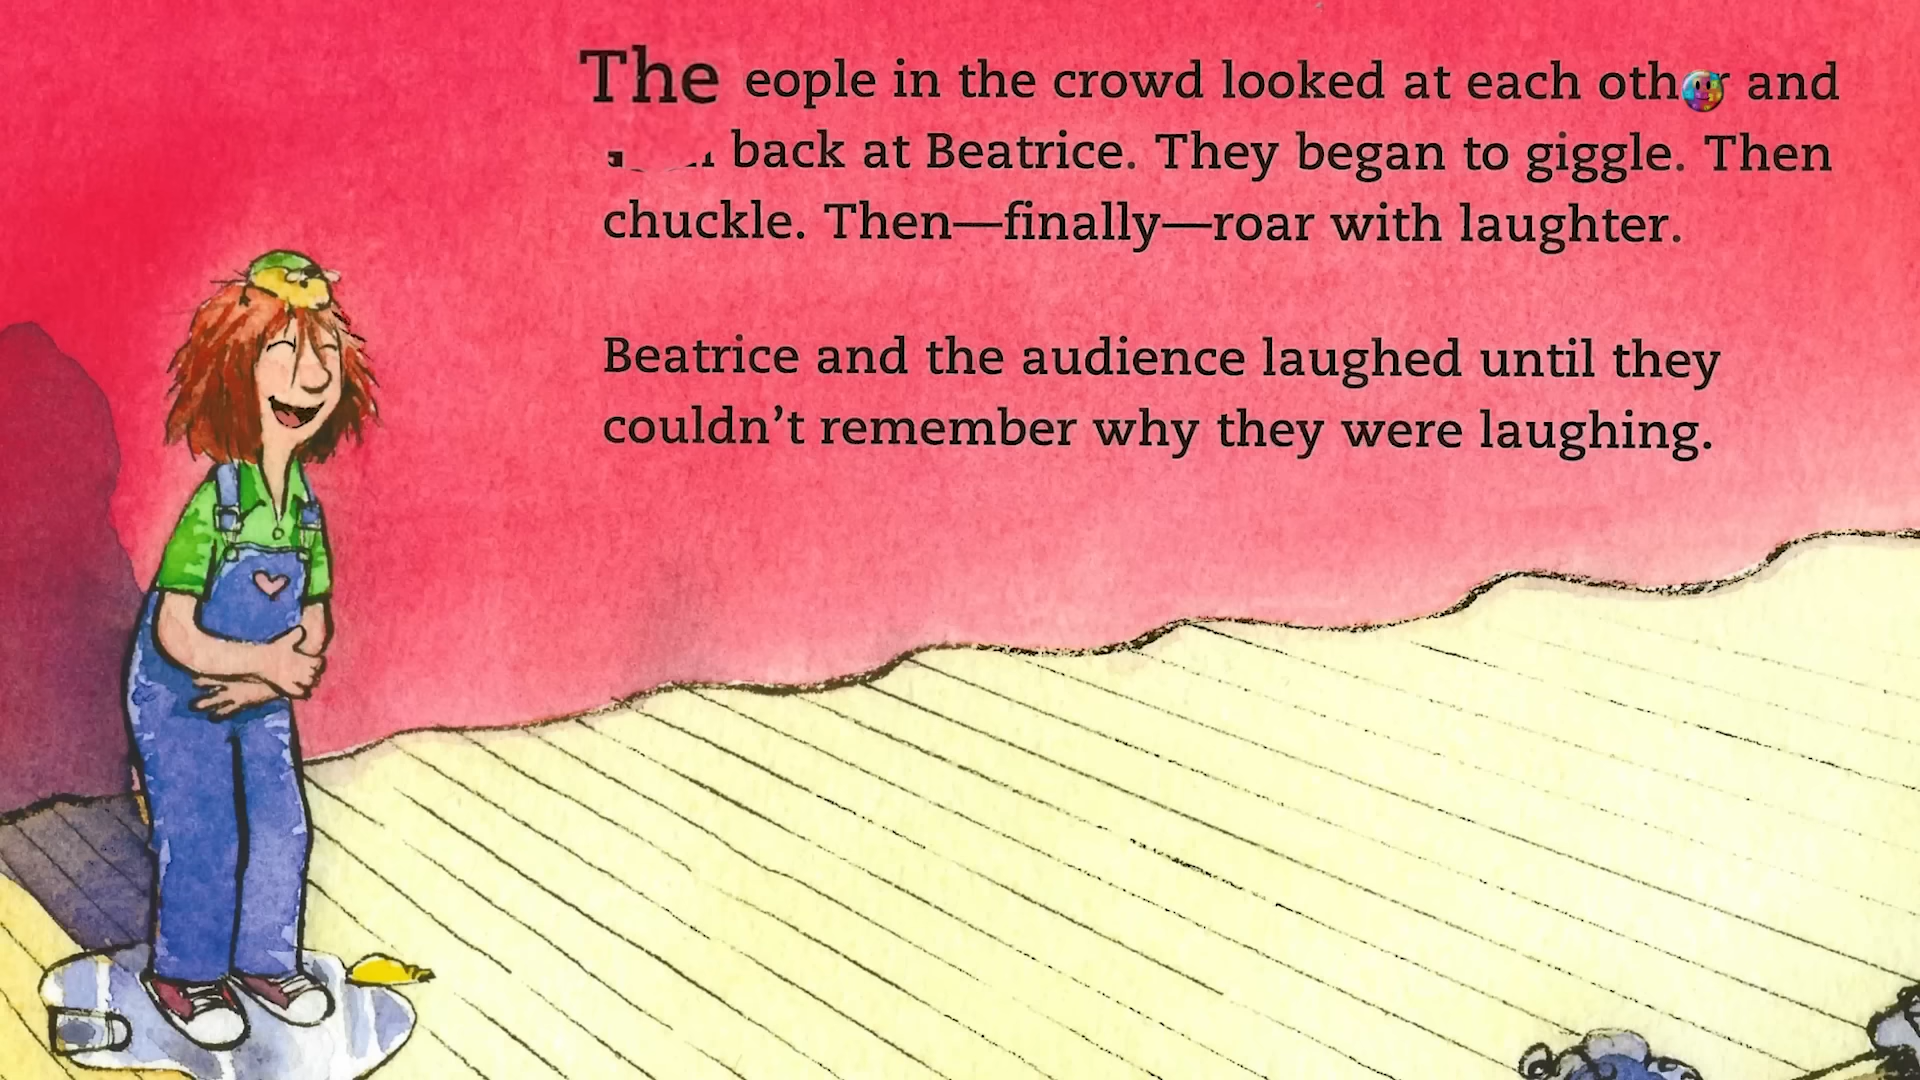 The eople in the crowd looked at each other and
back at Beatrice. They began to giggle. Then
chuckle. Then—finally—roar with laughter.
Beatrice and the audience laughed until they
couldn’t remember why they were laughing.